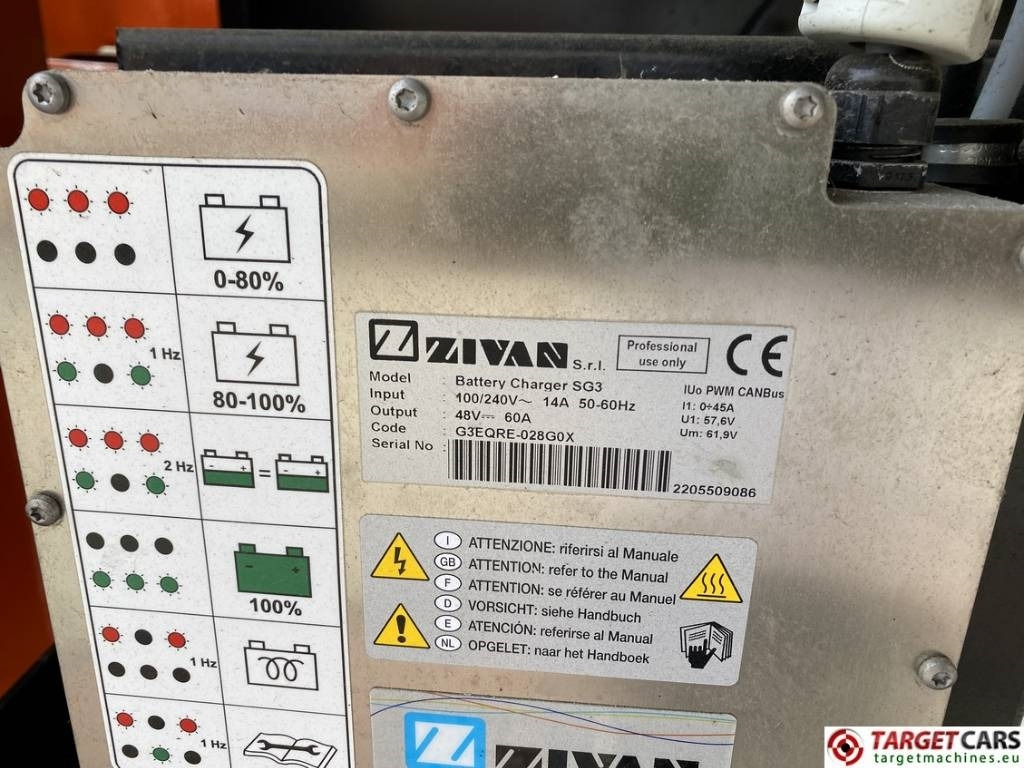 0-80%
1 Hz
80-100%
2 Hz
- + = - +
- +
100%
1 Hz
1 Hz
Z ZIVAN S.r.l.
Professional
use only
CE
Model : Battery Charger SG3
Input : 100/240V~ 14A 50-60Hz
Output : 48V⎓ 60A
Code : G3EQRE-028G0X
Serial No :
IUo PWM CANBus
I1: 0÷45A
U1: 57,6V
Um: 61,9V
2205509086
I ATTENZIONE: riferirsi al Manuale
GB ATTENTION: refer to the Manual
F ATTENTION: se référer au Manuel
D VORSICHT: siehe Handbuch
E ATENCIÓN: referirse al Manual
NL OPGELET: naar het Handboek
Z ZIVAN
TARGETCARS
targetmachines.eu